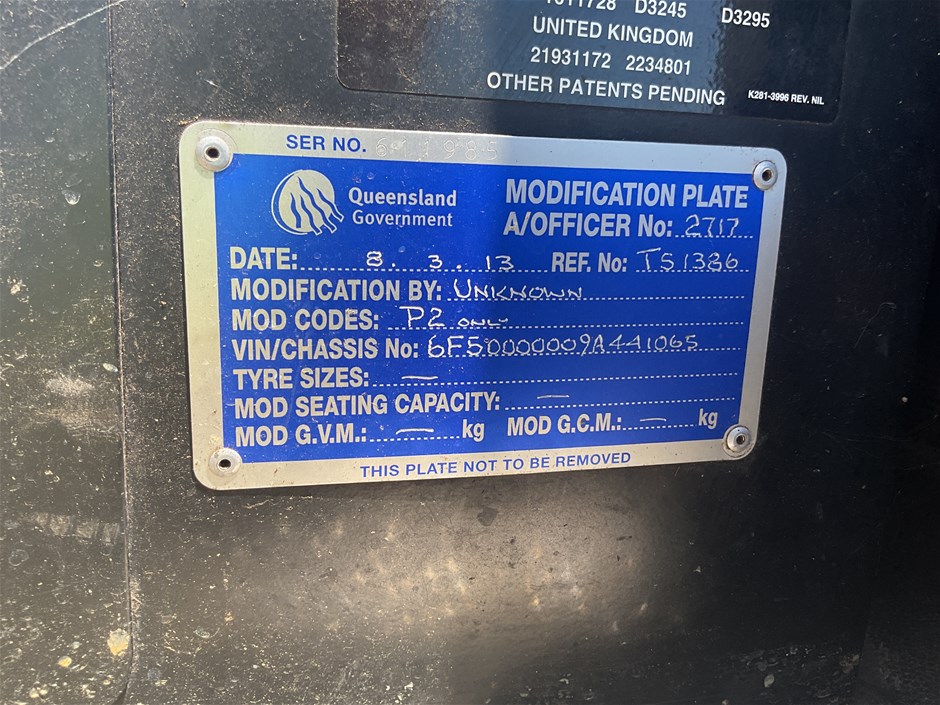 D3245 D3295
UNITED KINGDOM
21931172 2234801
OTHER PATENTS PENDING
K281-3996 REV. NIL
SER NO.
Queensland
Government
MODIFICATION PLATE
A/OFFICER No: 2717
DATE: 8. 3. 13 REF. No: TS1386
MODIFICATION BY: UNKNOWN
MOD CODES: P2 ONLY
VIN/CHASSIS No: 6F50000009A441065
TYRE SIZES: —
MOD SEATING CAPACITY: —
MOD G.V.M.: — kg MOD G.C.M.: — kg
THIS PLATE NOT TO BE REMOVED